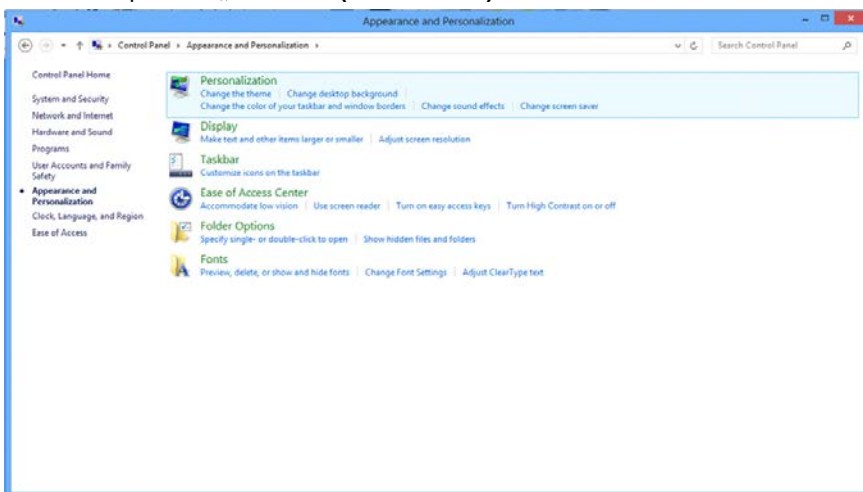 Appearance and Personalization
Control Panel › Appearance and Personalization ›
Search Control Panel
Control Panel Home
System and Security
Network and Internet
Hardware and Sound
Programs
User Accounts and Family
Safety
Appearance and
Personalization
Clock, Language, and Region
Ease of Access
Personalization
Change the theme | Change desktop background
Change the color of your taskbar and window borders | Change sound effects | Change screen saver
Display
Make text and other items larger or smaller | Adjust screen resolution
Taskbar
Customize icons on the taskbar
Ease of Access Center
Accommodate low vision | Use screen reader | Turn on easy access keys | Turn High Contrast on or off
Folder Options
Specify single- or double-click to open | Show hidden files and folders
Fonts
Preview, delete, or show and hide fonts | Change Font Settings | Adjust ClearType text